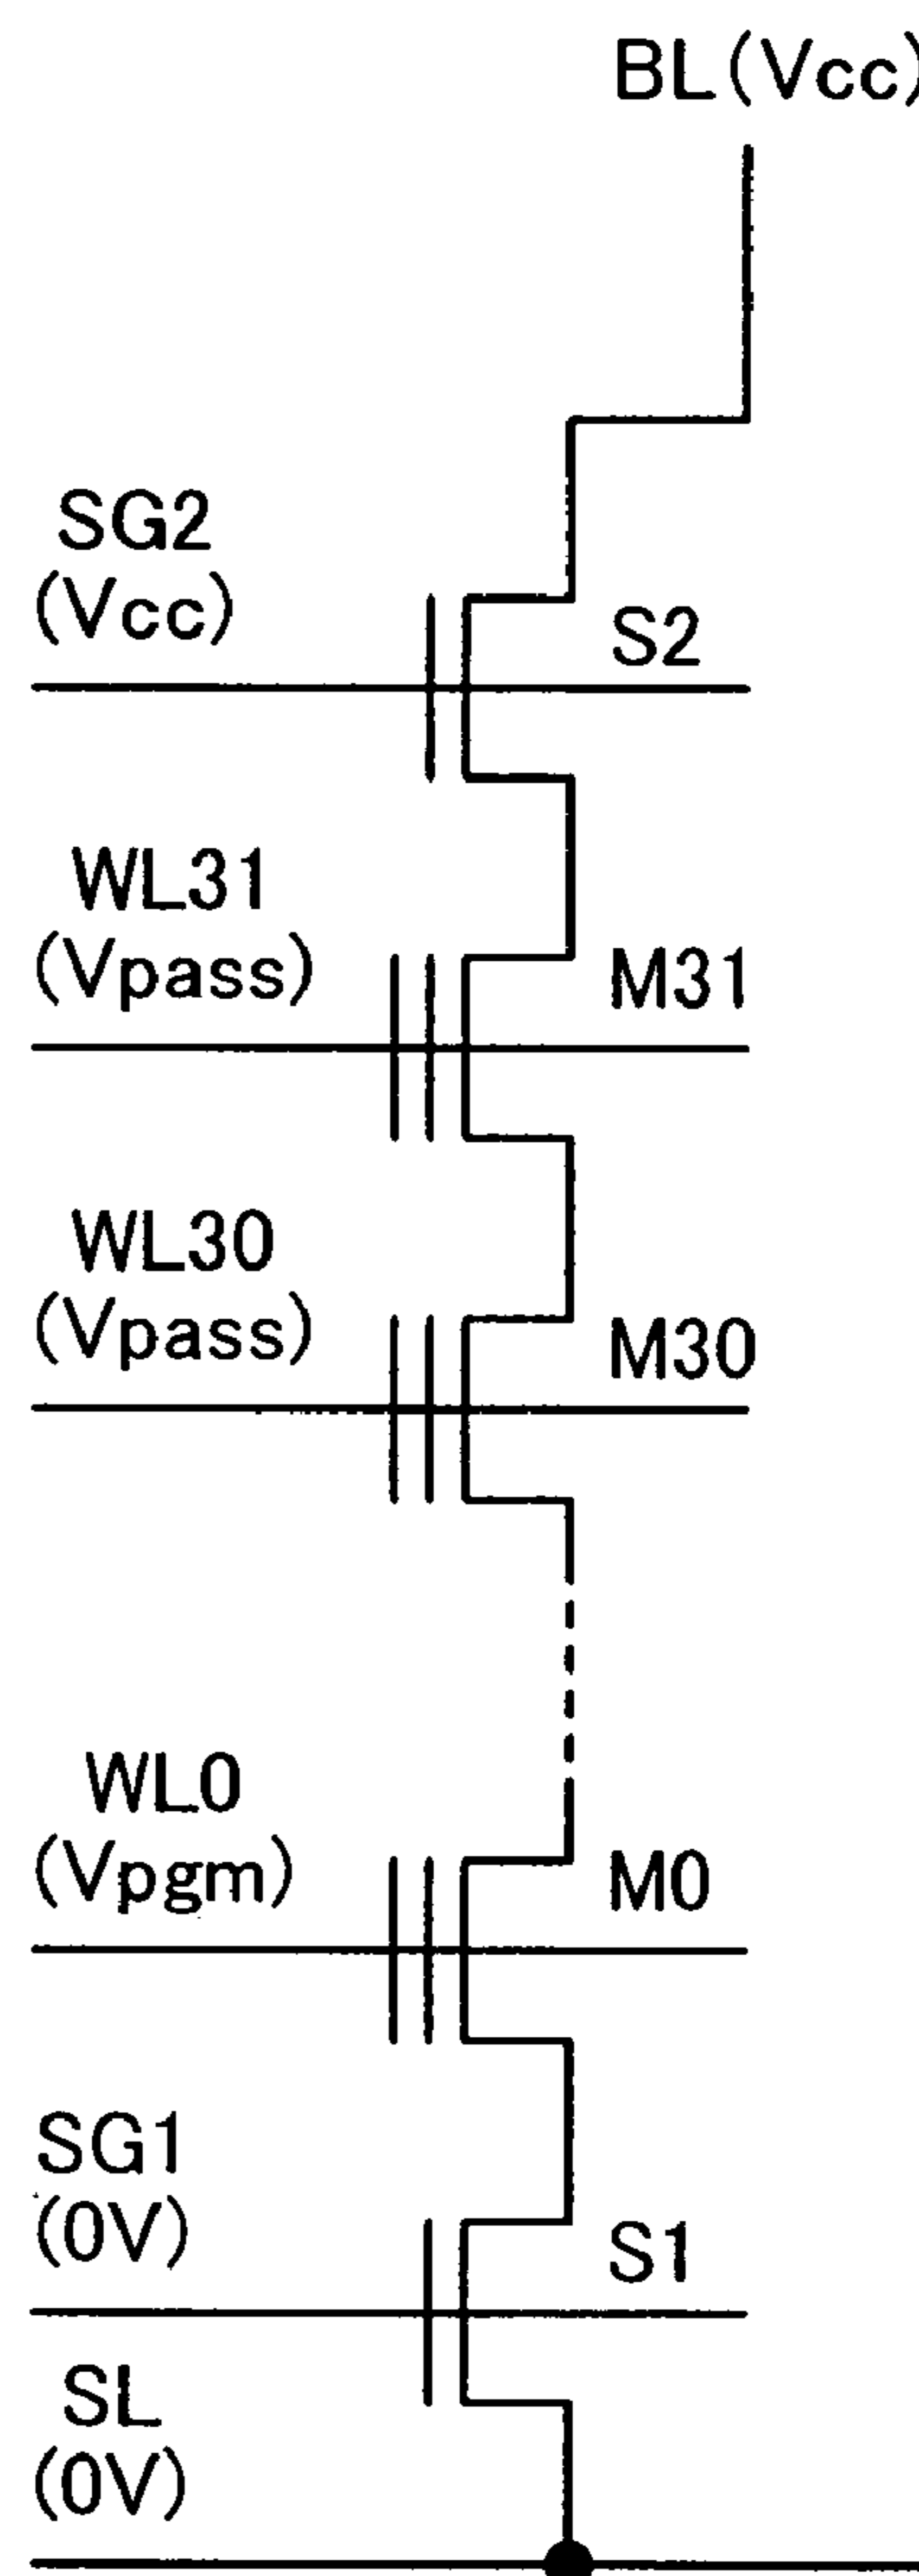 BL(Vcc)
SG2
(Vcc)
S2
WL31
(Vpass)
M31
WL30
(Vpass)
M30
WL0
(Vpgm)
M0
SG1
(0V)
S1
SL
(0V)